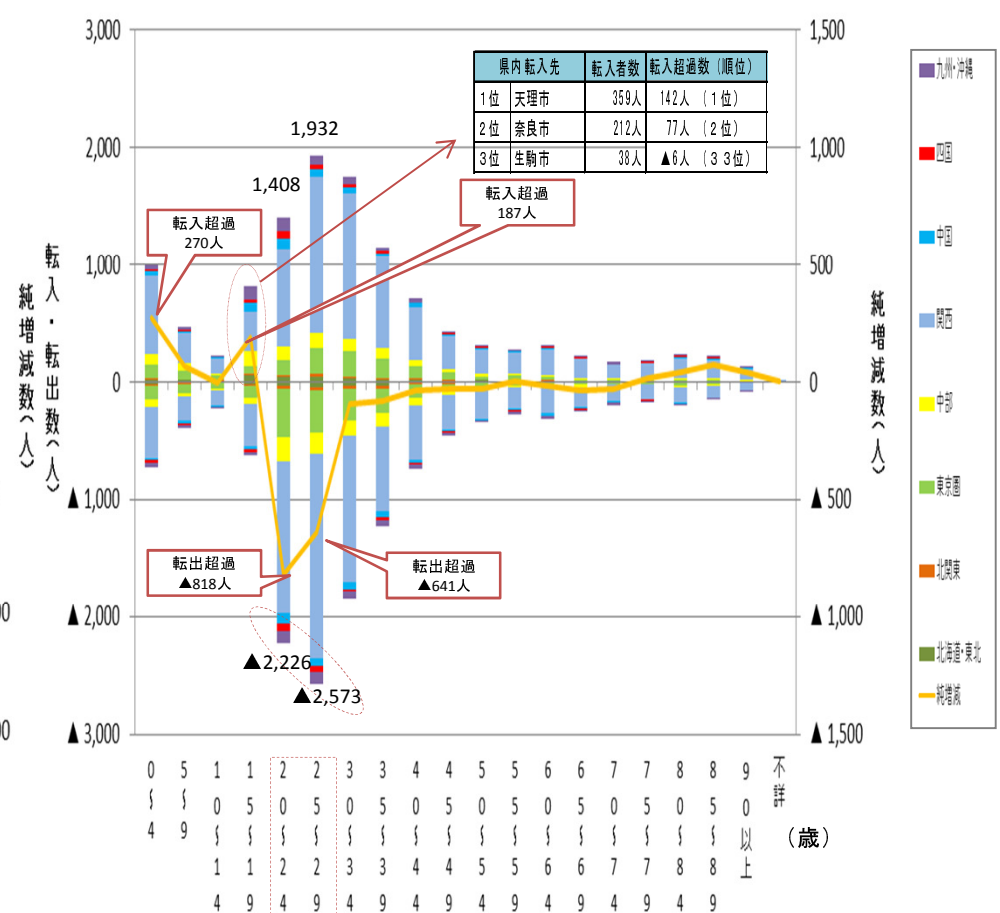 3,000
2,000
1,000
0
▲ 1,000
▲ 2,000
▲ 3,000
転入・転出数(人)
純増減数(人)
1,500
1,000
500
0
▲ 500
▲ 1,000
▲ 1,500
純増減数(人)
県内転入先 転入者数 転入超過数(順位)
1位 天理市 359人 142人 (1位)
2位 奈良市 212人 77人 (2位)
3位 生駒市 38人 ▲6人 (33位)
1,932
1,408
転入超過
270人
転入超過
187人
転出超過
▲818人
転出超過
▲641人
▲2,226
▲2,573
九州・沖縄
四国
中国
関西
中部
東京圏
北関東
北海道・東北
純増減
0~4
5~9
10~14
15~19
20~24
25~29
30~34
35~39
40~44
45~49
50~54
55~59
60~64
65~69
70~74
75~79
80~84
85~89
90以上
不詳
(歳)